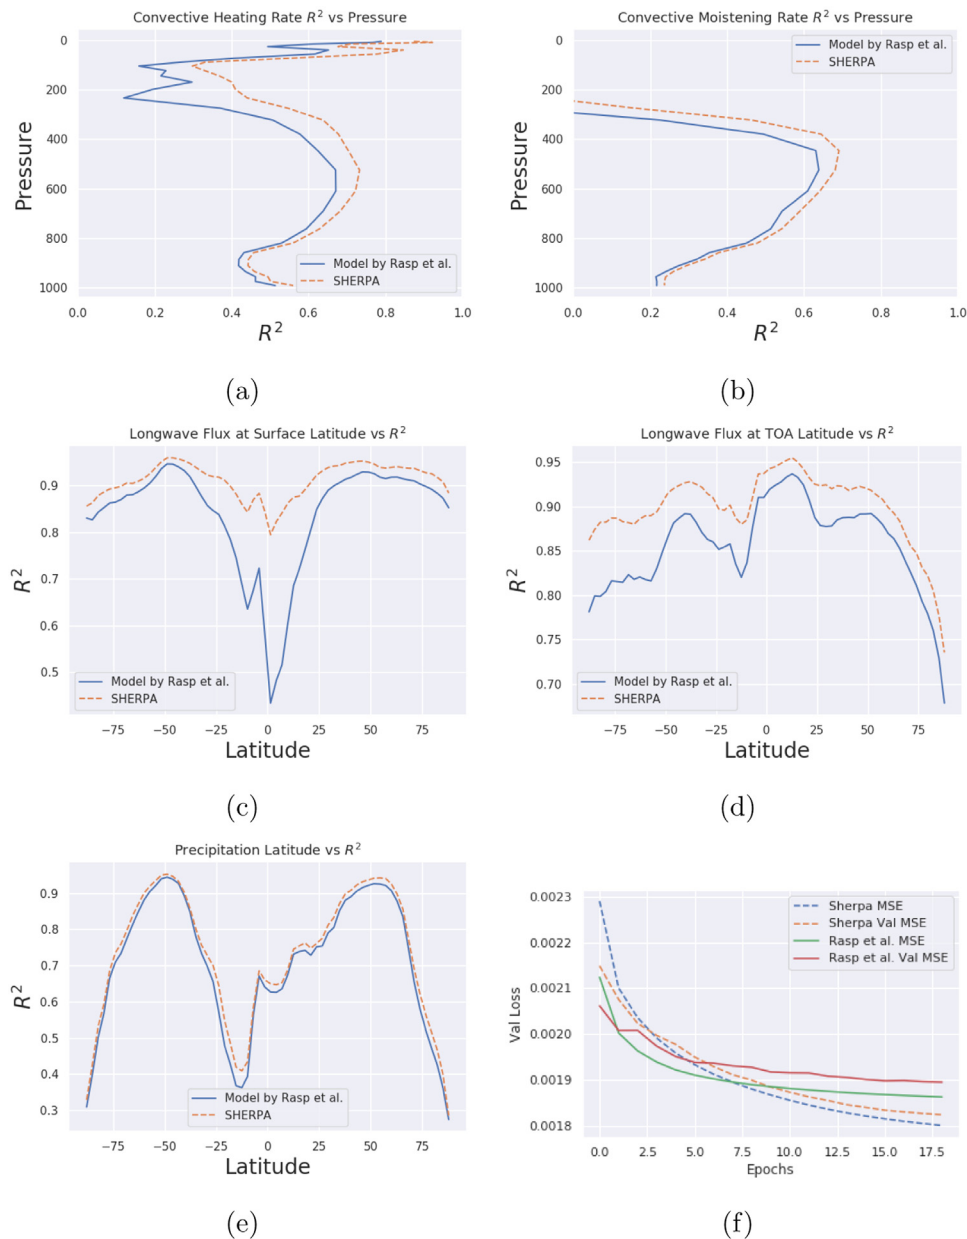 Convective Heating Rate R² vs Pressure
0
200
400
600
800
1000
Pressure
Model by Rasp et al.
SHERPA
0.0 0.2 0.4 0.6 0.8 1.0
R²
(a)
Convective Moistening Rate R² vs Pressure
Model by Rasp et al.
SHERPA
0
200
400
600
800
1000
Pressure
0.0 0.2 0.4 0.6 0.8 1.0
R²
(b)
Longwave Flux at Surface Latitude vs R²
0.9
0.8
0.7
0.6
0.5
R²
Model by Rasp et al.
SHERPA
−75 −50 −25 0 25 50 75
Latitude
(c)
Longwave Flux at TOA Latitude vs R²
0.95
0.90
0.85
0.80
0.75
0.70
R²
Model by Rasp et al.
SHERPA
−75 −50 −25 0 25 50 75
Latitude
(d)
Precipitation Latitude vs R²
0.9
0.8
0.7
0.6
0.5
0.4
0.3
R²
Model by Rasp et al.
SHERPA
−75 −50 −25 0 25 50 75
Latitude
(e)
0.0023
0.0022
0.0021
0.0020
0.0019
0.0018
Val Loss
Sherpa MSE
Sherpa Val MSE
Rasp et al. MSE
Rasp et al. Val MSE
0.0 2.5 5.0 7.5 10.0 12.5 15.0 17.5
Epochs
(f)